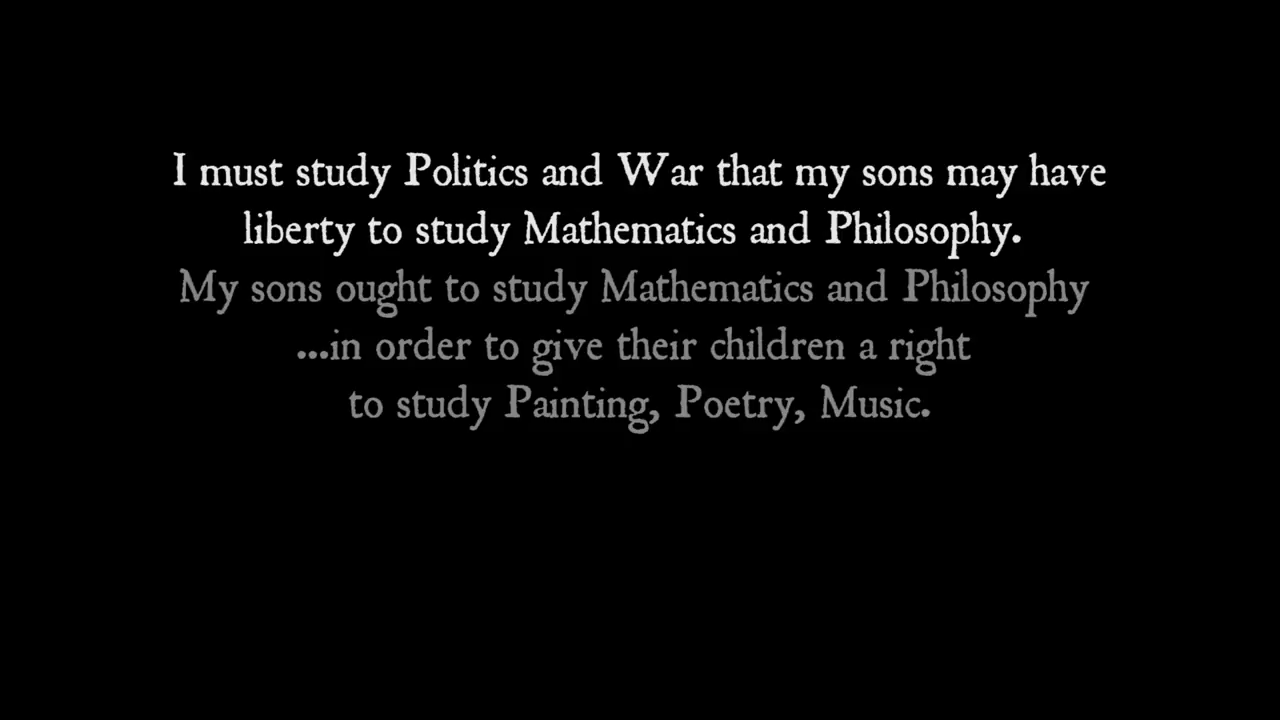 I must study Politics and War that my sons may have
liberty to study Mathematics and Philosophy.
My sons ought to study Mathematics and Philosophy
...in order to give their children a right
to study Painting, Poetry, Music.